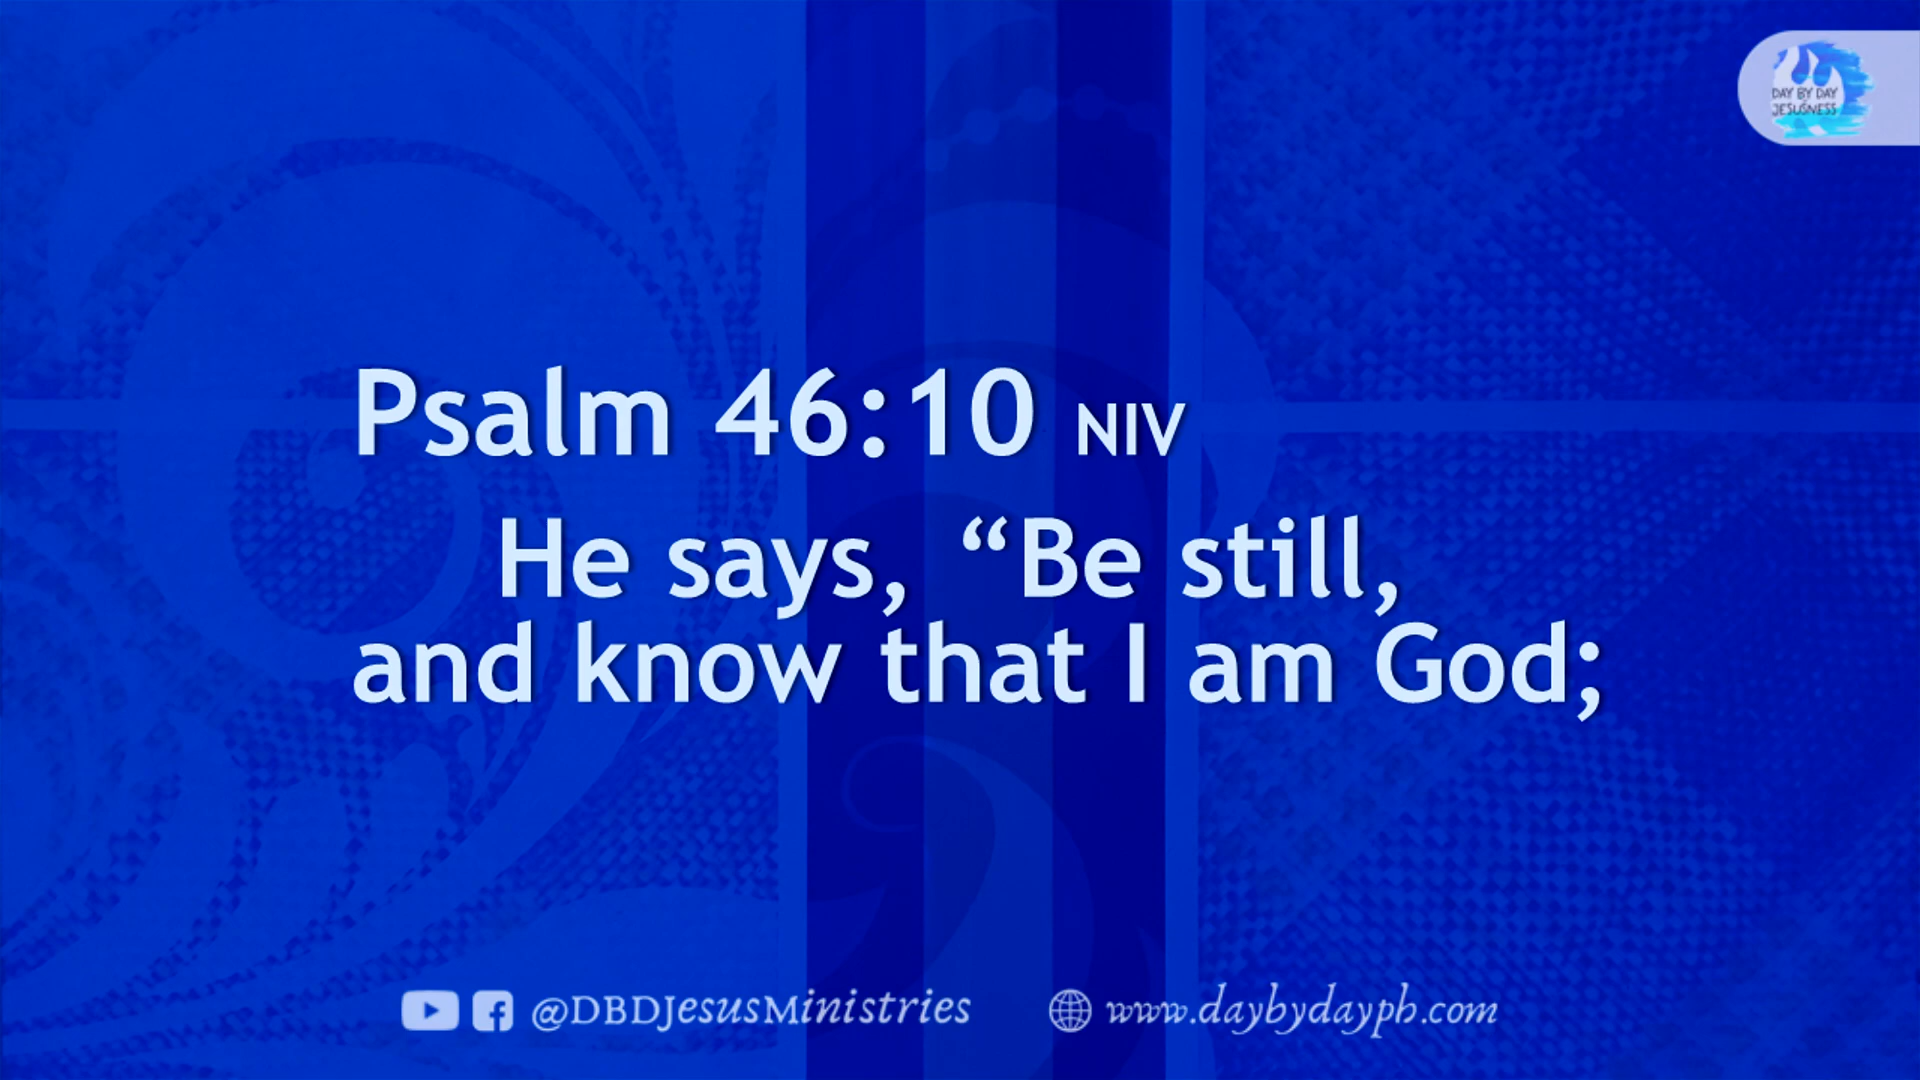 DAY BY DAY
JESUSNESS
Psalm 46:10 NIV
He says, “Be still,
and know that I am God;
@DBDJesusMinistries
www.daybydayph.com